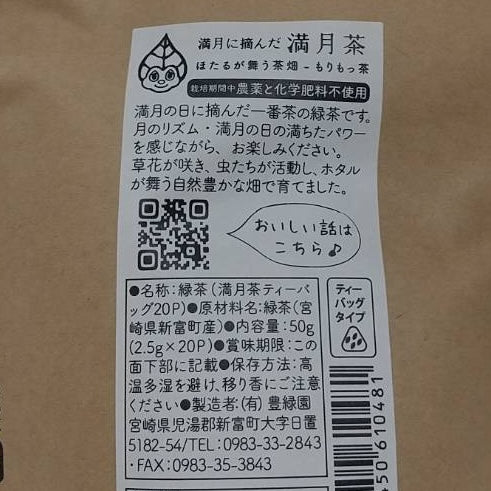 満月に摘んだ 満月茶
ほたるが舞う茶畑 - もりもっ茶
栽培期間中 農薬と化学肥料不使用
満月の日に摘んだ一番茶の緑茶です。
月のリズム・満月の日の満ちたパワー
を感じながら、お楽しみください。
草花が咲き、虫たちが活動し、ホタル
が舞う自然豊かな畑で育てました。
おいしい話は
こちら♪
●名称:緑茶(満月茶ティーバ
ッグ20P)●原材料名:緑茶(宮
崎県新富町産)●内容量:50g
(2.5g×20P)●賞味期限:この
面下部に記載●保存方法:高
温多湿を避け、移り香にご注意
ください●製造者:(有)豊緑園
宮崎県児湯郡新富町大字日置
5182-54/TEL:0983-33-2843
・FAX:0983-35-3843
ティー
バッグ
タイプ
*50610481